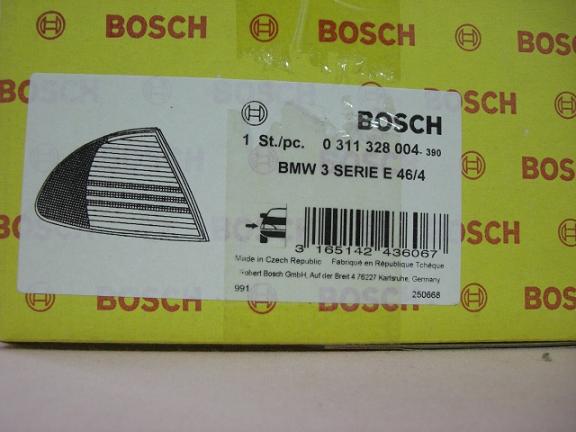 BOSCH BOSCH BOSCH
BOSCH
1 St./pc. 0 311 328 004- 390
BMW 3 SERIE E 46/4
3 165142 436067
Made in Czech Republic Fabriqué en République Tchèque
Robert Bosch GmbH, Auf der Breit 4 76227 Karlsruhe, Germany
991 250668
BOSCH BOSCH BOSCH